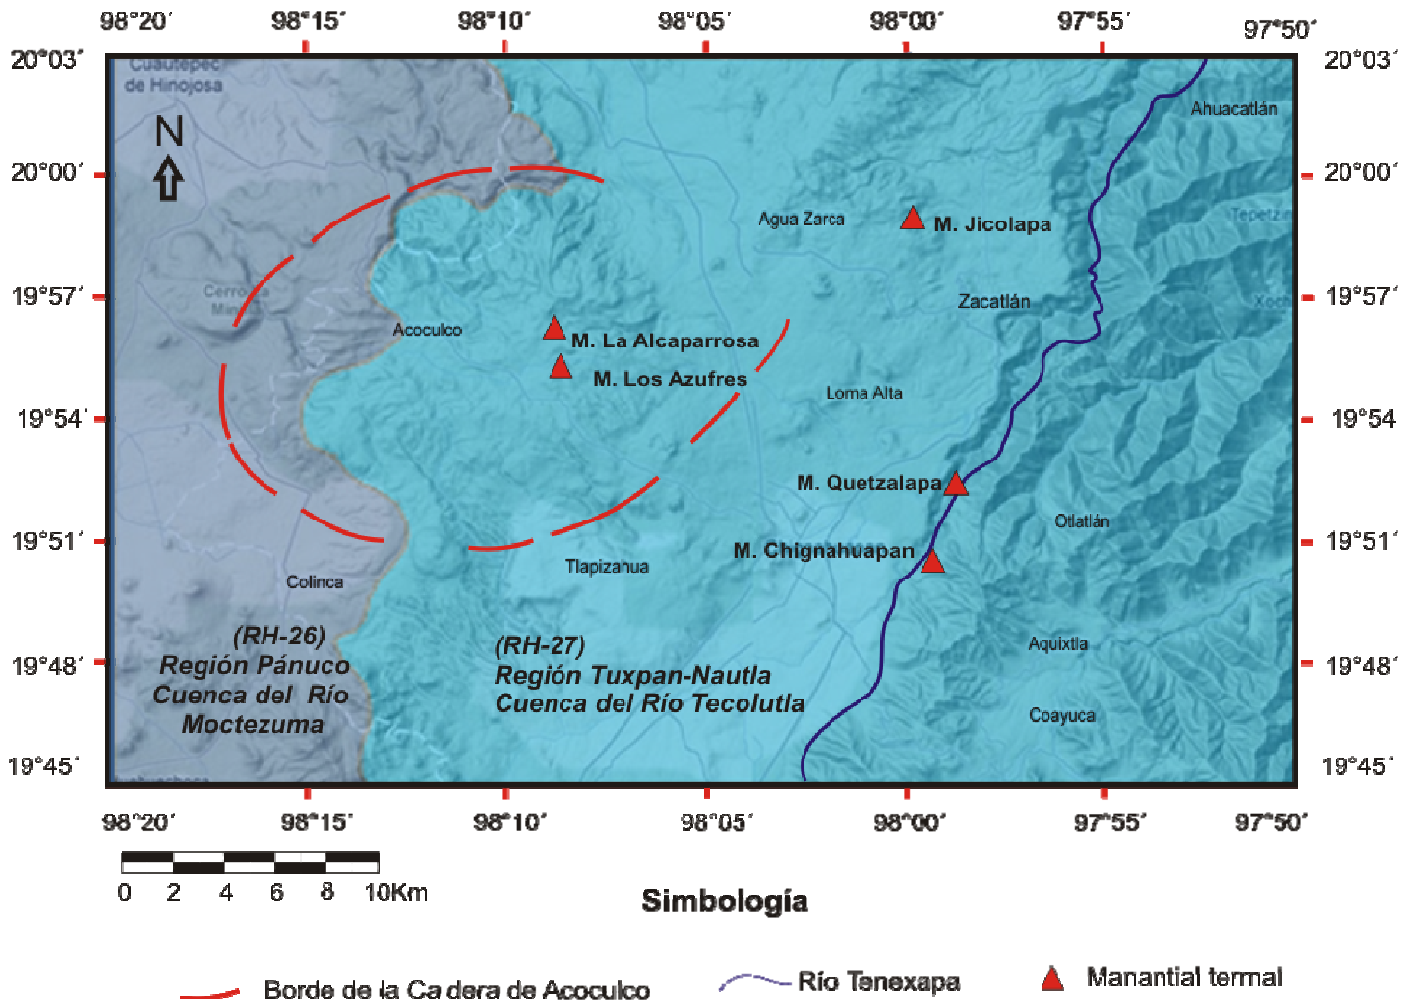 98°20´ 98°15´ 98°10´ 98°05´ 98°00´ 97°55´ 97°50´
20°03´ 20°03´
Cuautepec
de Hinojosa
Ahuacatlán
N
20°00´ 20°00´
Agua Zarca
M. Jicolapa
19°57´ 19°57´
Cerro
Zacatlán
Acoculco
M. La Alcaparrosa
M. Los Azufres
Loma Alta
19°54´ 19°54
M. Quetzalapa
Otlatlán
19°51´ 19°51´
M. Chignahuapan
Tlapizahua
Colinca
(RH-26)
Región Pánuco
Cuenca del Río
Moctezuma
(RH-27)
Región Tuxpan-Nautla
Cuenca del Río Tecolutla
Aquixtla
19°48´ 19°48´
Coayuca
19°45´ 19°45´
98°20´ 98°15´ 98°10´ 98°05´ 98°00´ 97°55´ 97°50´
0 2 4 6 8 10Km
Simbología
Borde de la Caldera de Acoculco
Río Tenexapa
Manantial termal